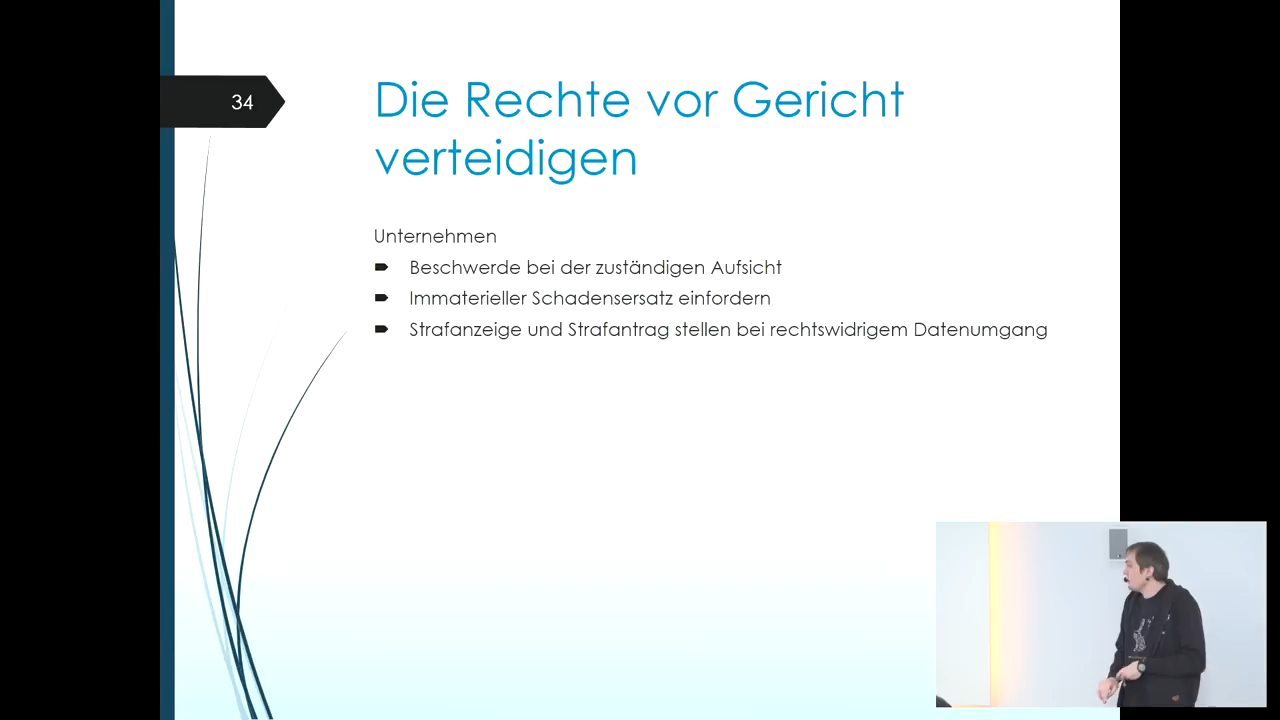 34
Die Rechte vor Gericht
verteidigen
Unternehmen
Beschwerde bei der zuständigen Aufsicht
Immaterieller Schadensersatz einfordern
Strafanzeige und Strafantrag stellen bei rechtswidrigem Datenumgang